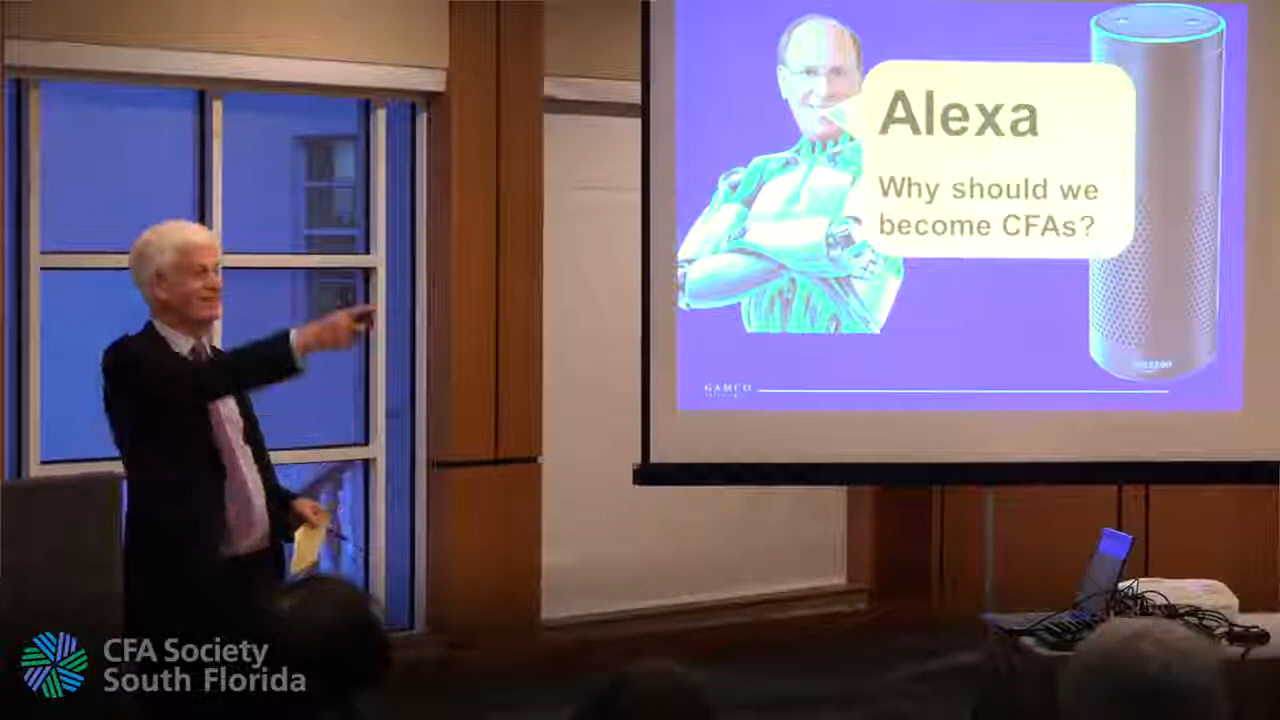 Alexa
Why should we
become CFAs?
GAMCO
CFA Society
South Florida